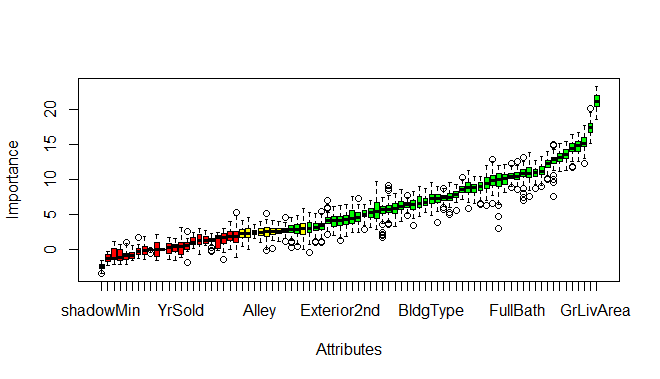 Importance
20
15
10
5
0
shadowMin YrSold Alley Exterior2nd BldgType FullBath GrLivArea
Attributes